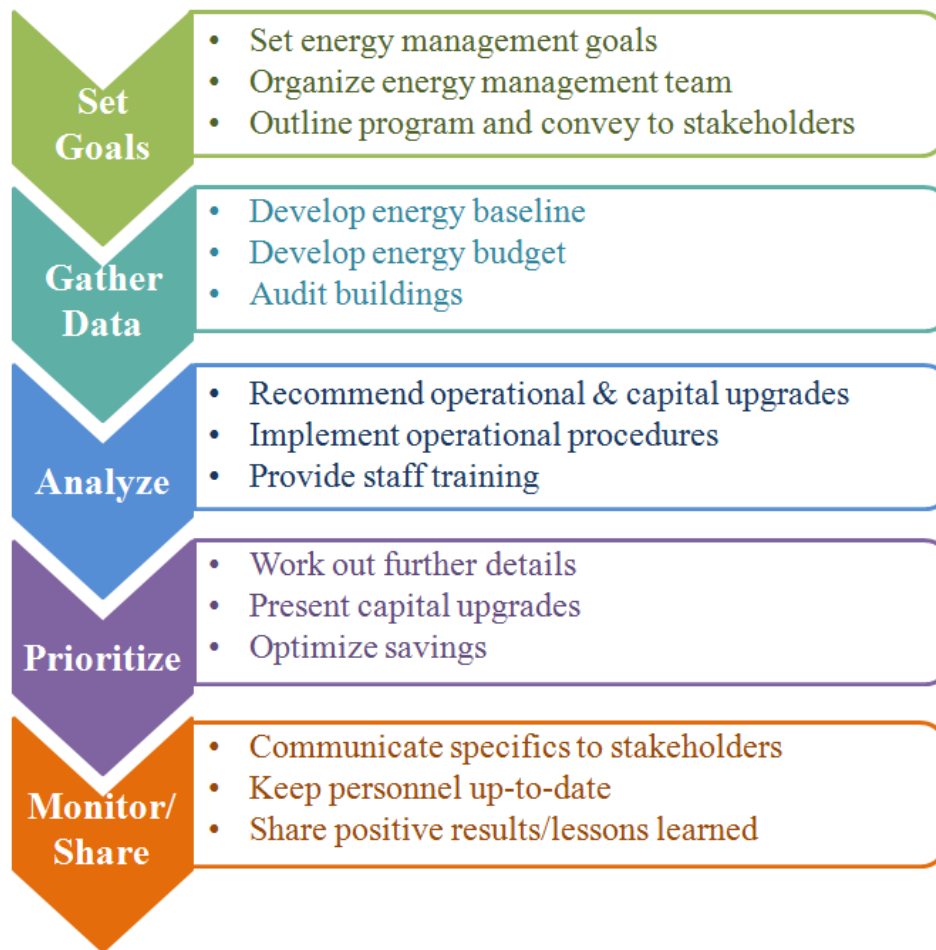 Set
Goals
• Set energy management goals
• Organize energy management team
• Outline program and convey to stakeholders
Gather
Data
• Develop energy baseline
• Develop energy budget
• Audit buildings
Analyze
• Recommend operational & capital upgrades
• Implement operational procedures
• Provide staff training
Prioritize
• Work out further details
• Present capital upgrades
• Optimize savings
Monitor/
Share
• Communicate specifics to stakeholders
• Keep personnel up-to-date
• Share positive results/lessons learned